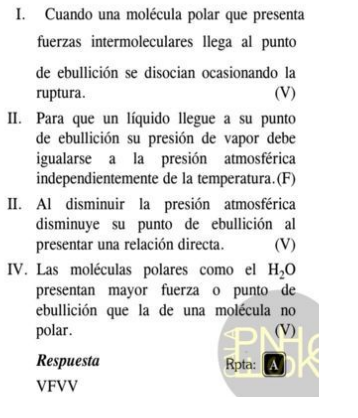 I. Cuando una molécula polar que presenta
fuerzas intermoleculares llega al punto
de ebullición se disocian ocasionando la
ruptura. (V)
II. Para que un líquido llegue a su punto
de ebullición su presión de vapor debe
igualarse a la presión atmosférica
independientemente de la temperatura.(F)
II. Al disminuir la presión atmosférica
disminuye su punto de ebullición al
presentar una relación directa. (V)
IV. Las moléculas polares como el H₂O
presentan mayor fuerza o punto de
ebullición que la de una molécula no
polar. (V)
Respuesta
Rpta: A
VFVV